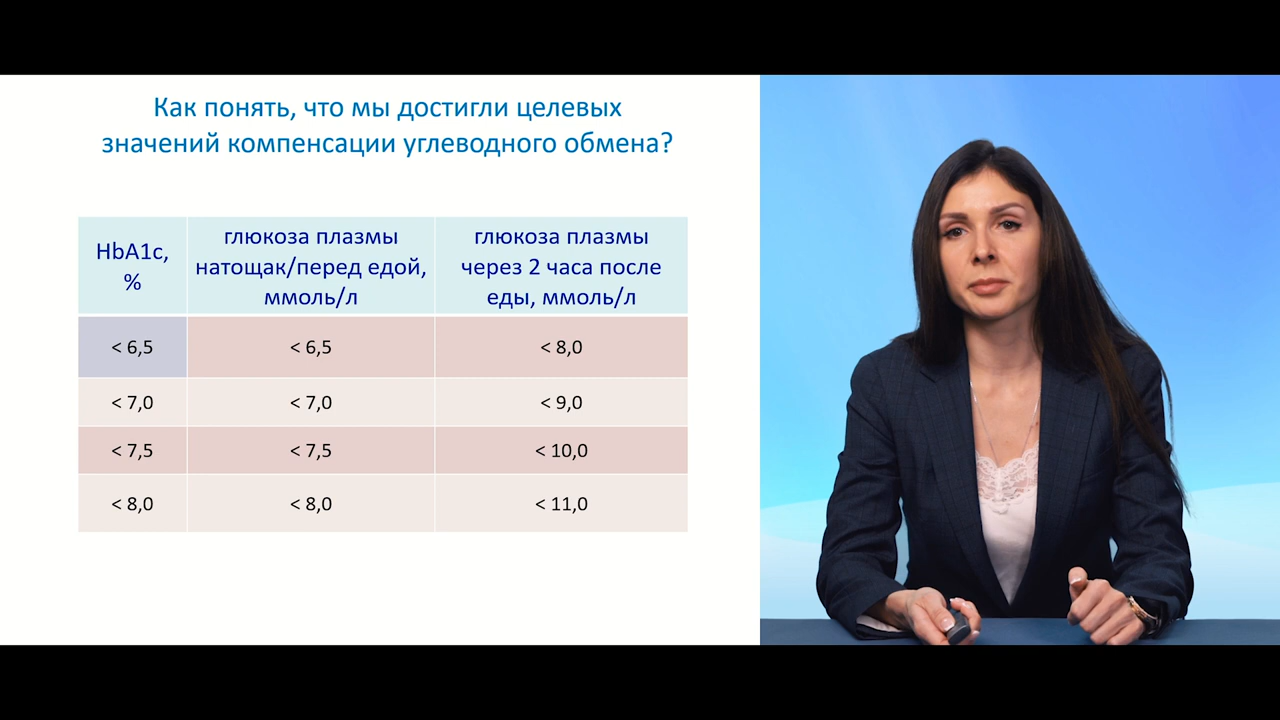 Как понять, что мы достигли целевых
значений компенсации углеводного обмена?
HbA1c,
%
глюкоза плазмы
натощак/перед едой,
ммоль/л
глюкоза плазмы
через 2 часа после
еды, ммоль/л
< 6,5
< 6,5
< 8,0
< 7,0
< 7,0
< 9,0
< 7,5
< 7,5
< 10,0
< 8,0
< 8,0
< 11,0